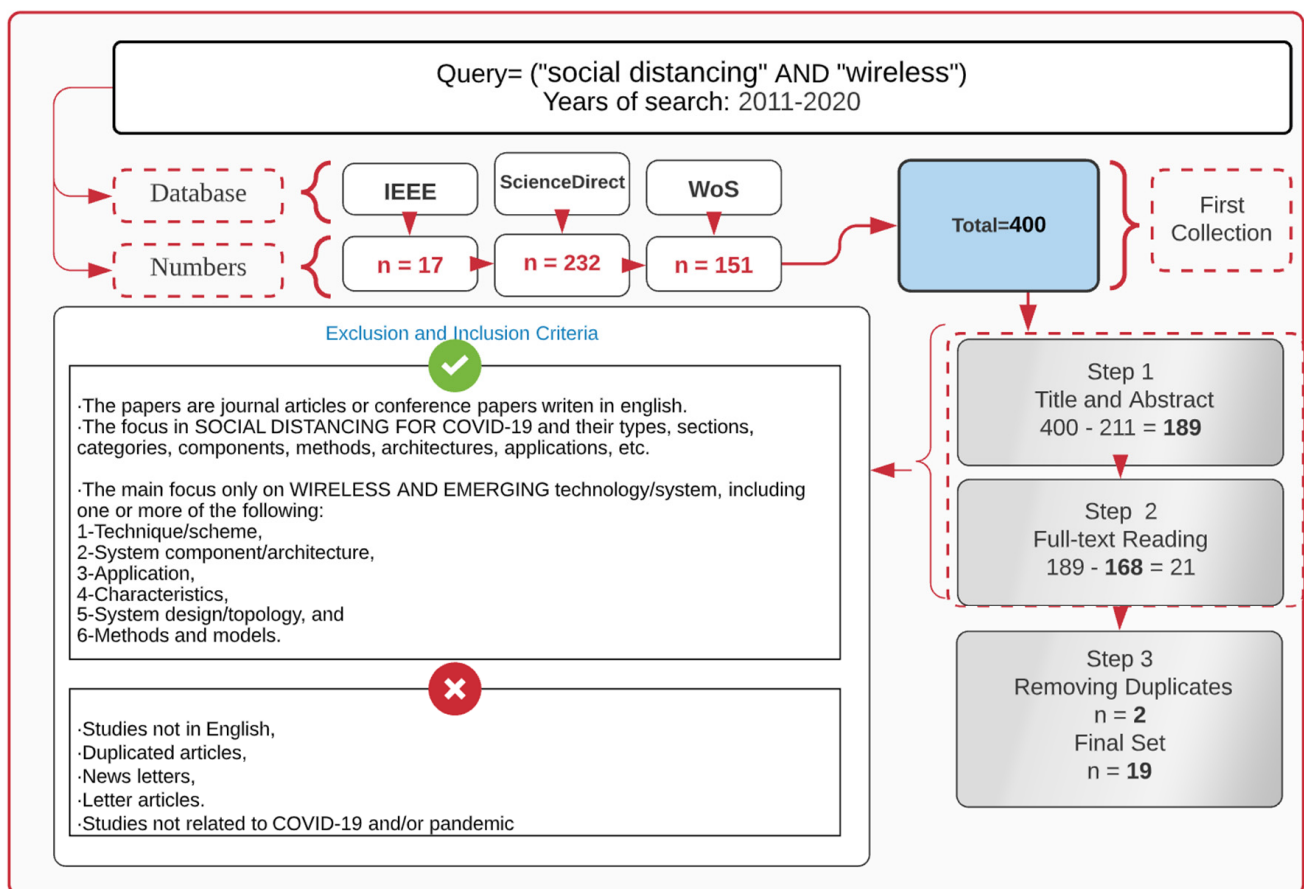 Query= ("social distancing" AND "wireless")
Years of search: 2011-2020
Database
IEEE
ScienceDirect
WoS
Numbers
n = 17
n = 232
n = 151
Total=400
First
Collection
Exclusion and Inclusion Criteria
·The papers are journal articles or conference papers writen in english.
·The focus in SOCIAL DISTANCING FOR COVID-19 and their types, sections,
categories, components, methods, architectures, applications, etc.
·The main focus only on WIRELESS AND EMERGING technology/system, including
one or more of the following:
1-Technique/scheme,
2-System component/architecture,
3-Application,
4-Characteristics,
5-System design/topology, and
6-Methods and models.
·Studies not in English,
·Duplicated articles,
·News letters,
·Letter articles.
·Studies not related to COVID-19 and/or pandemic
Step 1
Title and Abstract
400 - 211 = 189
Step 2
Full-text Reading
189 - 168 = 21
Step 3
Removing Duplicates
n = 2
Final Set
n = 19